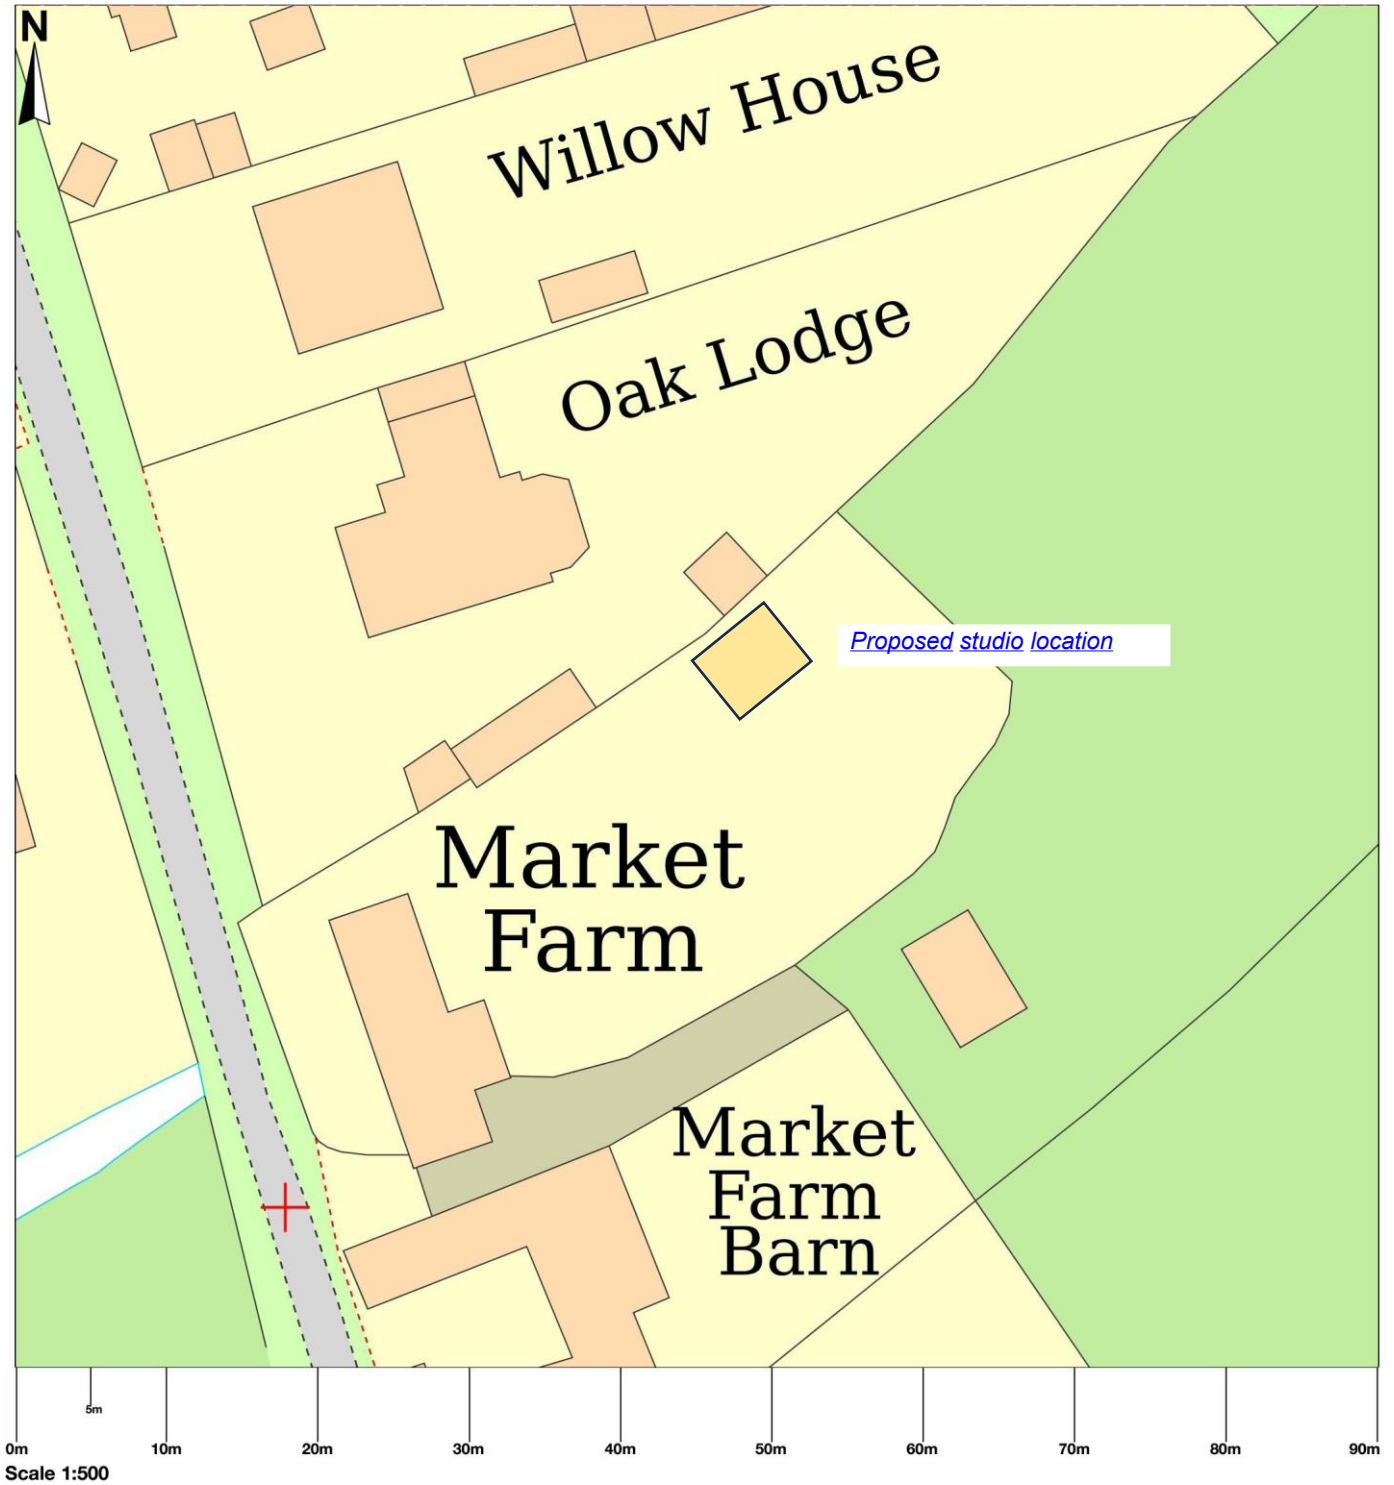 N
Willow House
Oak Lodge
Proposed studio location
Market
Farm
Market
Farm
Barn
5m
0m 10m 20m 30m 40m 50m 60m 70m 80m 90m
Scale 1:500